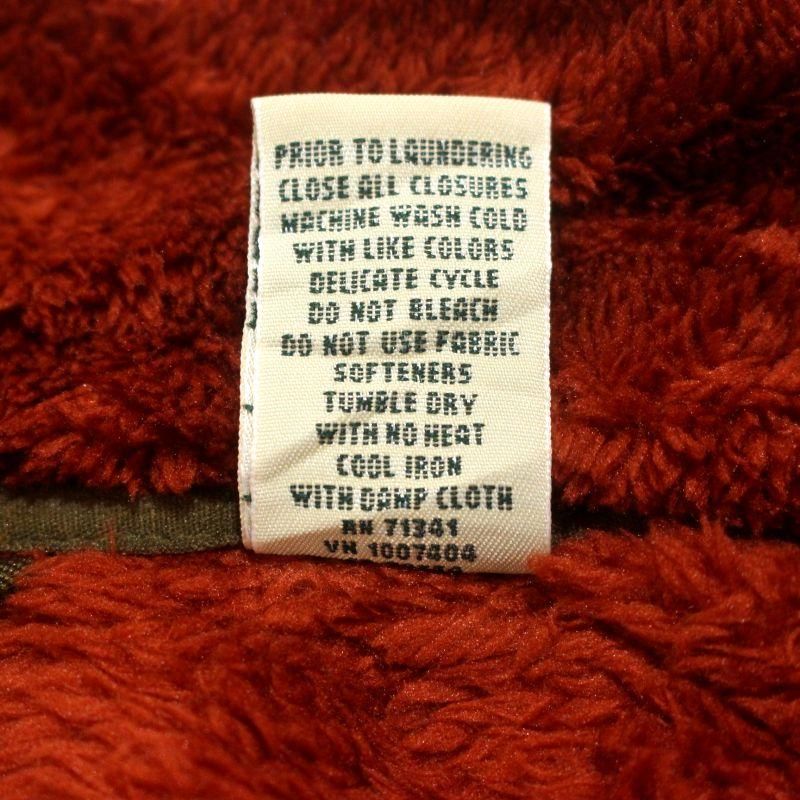 PRIOR TO LAUNDERING
CLOSE ALL CLOSURES
MACHINE WASH COLD
WITH LIKE COLORS
DELICATE CYCLE
DO NOT BLEACH
DO NOT USE FABRIC
SOFTENERS
TUMBLE DRY
WITH NO HEAT
COOL IRON
WITH DAMP CLOTH
RN 71341
VN 1007404